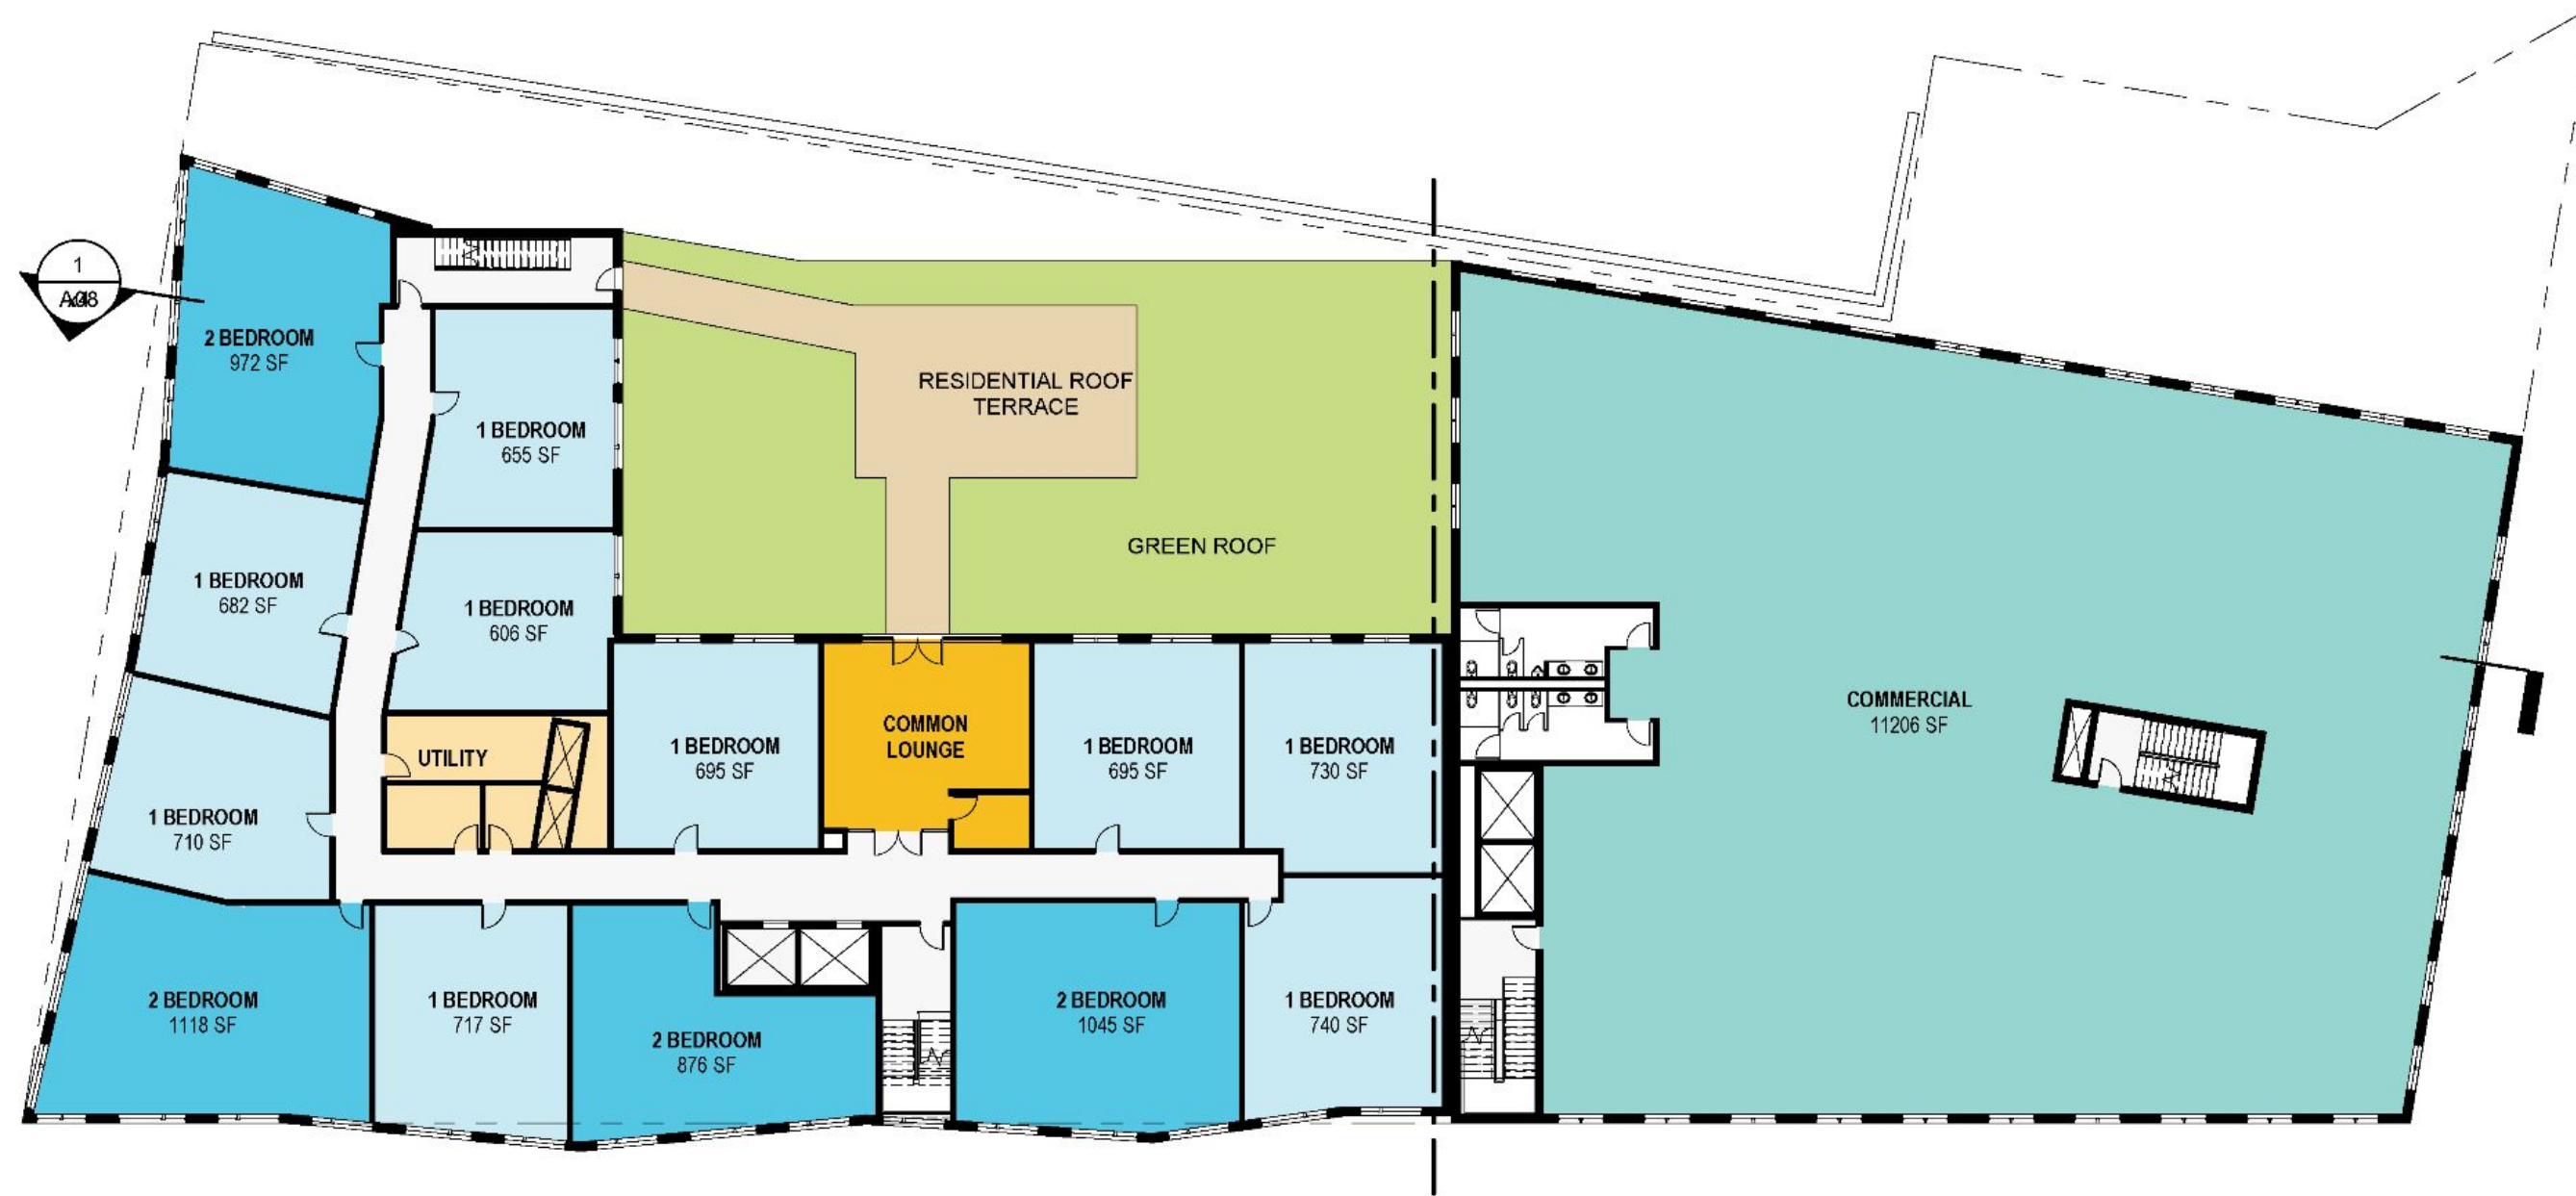 1
2 BEDROOM
972 SF
1 BEDROOM
655 SF
RESIDENTIAL ROOF
TERRACE
GREEN ROOF
1 BEDROOM
682 SF
1 BEDROOM
606 SF
COMMERCIAL
11206 SF
UTILITY
1 BEDROOM
695 SF
COMMON
LOUNGE
1 BEDROOM
695 SF
1 BEDROOM
730 SF
1 BEDROOM
710 SF
2 BEDROOM
1118 SF
1 BEDROOM
717 SF
2 BEDROOM
876 SF
2 BEDROOM
1045 SF
1 BEDROOM
740 SF